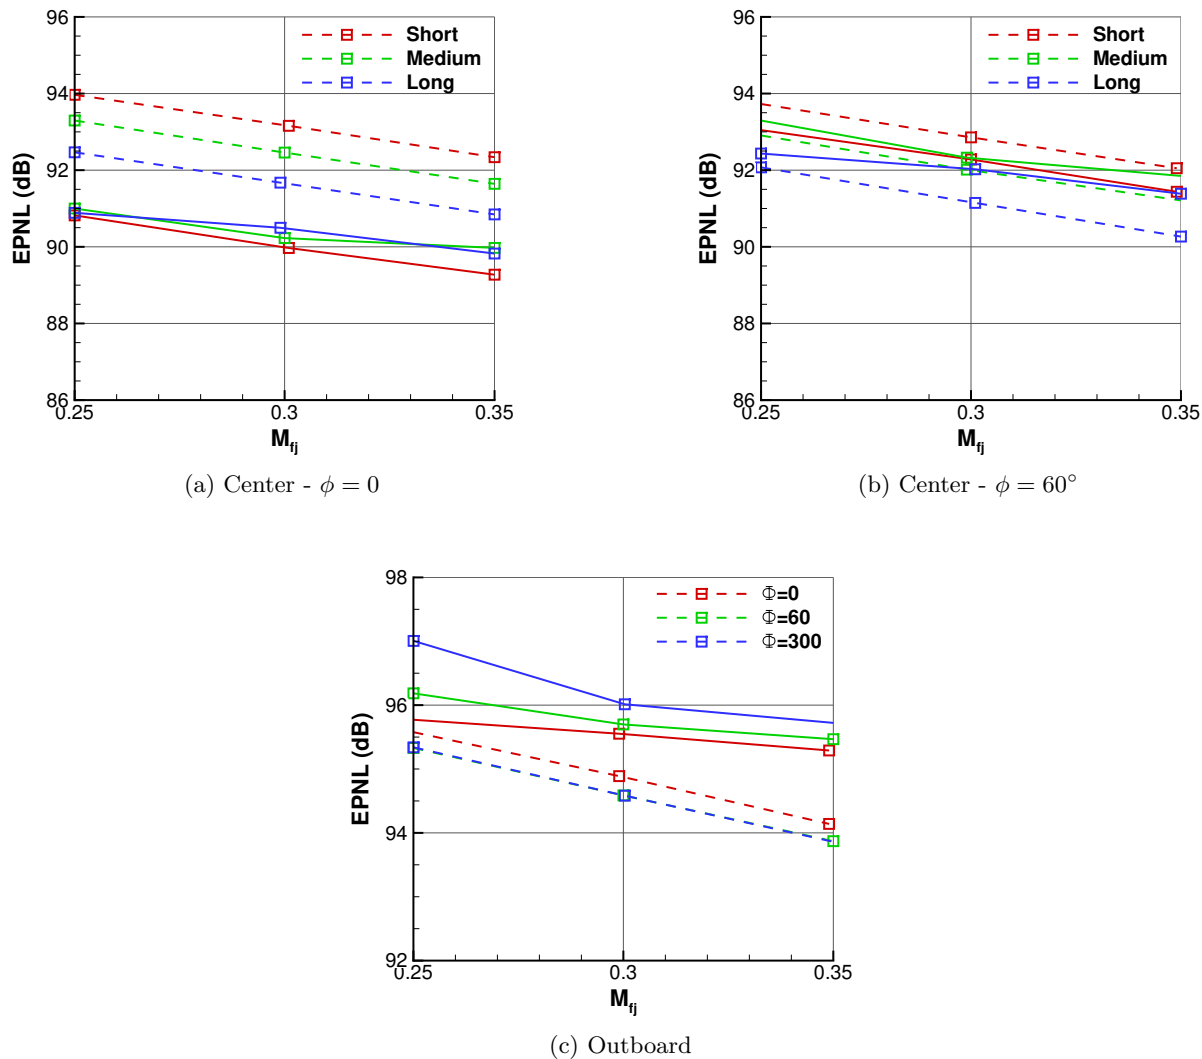 96
94
92
90
88
86
EPNL (dB)
Short
Medium
Long
0.25
0.3
0.35
M_fj
(a) Center - ϕ = 0
96
94
92
90
88
86
EPNL (dB)
Short
Medium
Long
0.25
0.3
0.35
M_fj
(b) Center - ϕ = 60°
98
96
94
92
EPNL (dB)
Φ=0
Φ=60
Φ=300
0.25
0.3
0.35
M_fj
(c) Outboard